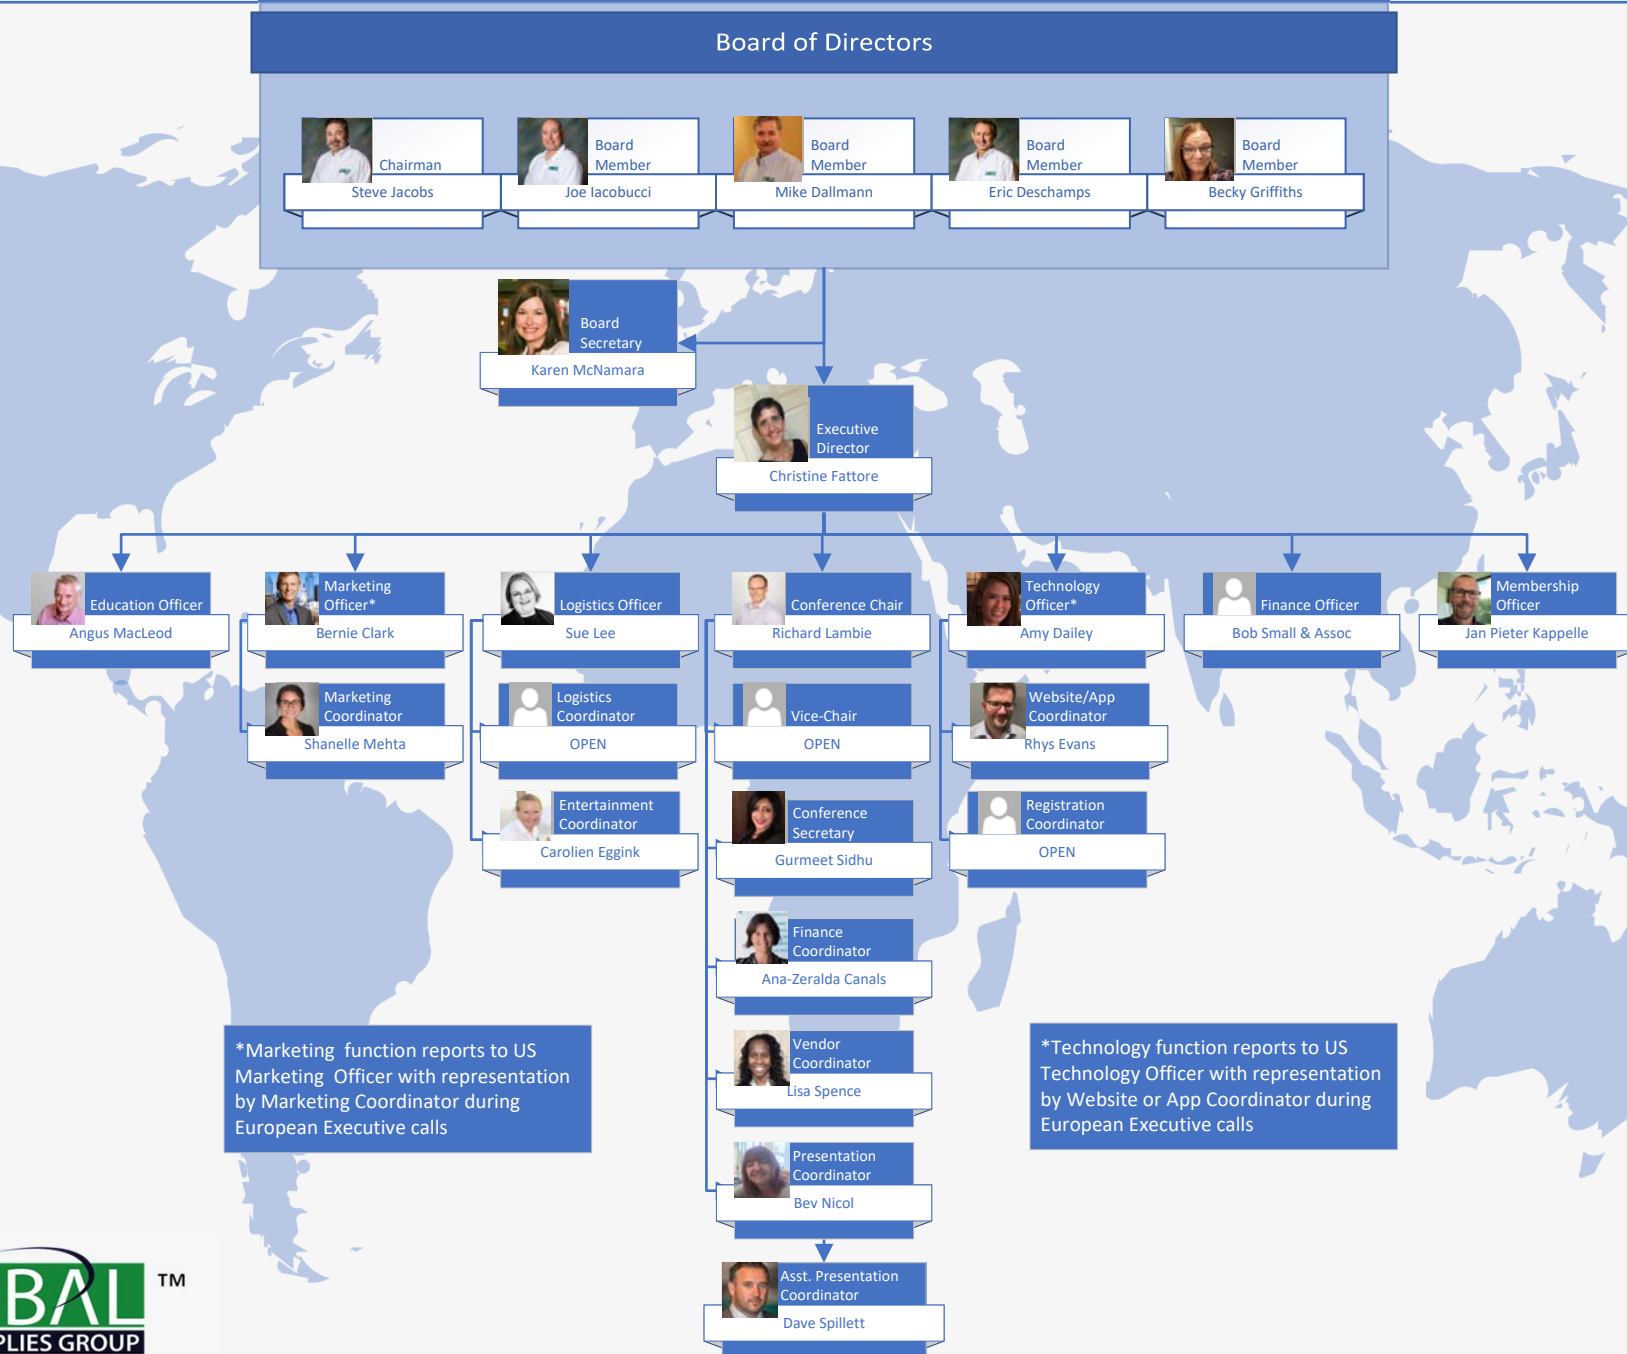 Board of Directors
Chairman
Steve Jacobs
Board
Member
Joe Iacobucci
Board
Member
Mike Dallmann
Board
Member
Eric Deschamps
Board
Member
Becky Griffiths
Board
Secretary
Karen McNamara
Executive
Director
Christine Fattore
Education Officer
Angus MacLeod
Marketing
Officer*
Bernie Clark
Logistics Officer
Sue Lee
Conference Chair
Richard Lambie
Technology
Officer*
Amy Dailey
Finance Officer
Bob Small & Assoc
Membership
Officer
Jan Pieter Kappelle
Marketing
Coordinator
Shanelle Mehta
Logistics
Coordinator
OPEN
Vice-Chair
OPEN
Website/App
Coordinator
Rhys Evans
Entertainment
Coordinator
Carolien Eggink
Conference
Secretary
Gurmeet Sidhu
Registration
Coordinator
OPEN
Finance
Coordinator
Ana-Zeralda Canals
*Marketing function reports to US
Marketing Officer with representation
by Marketing Coordinator during
European Executive calls
Vendor
Coordinator
Lisa Spence
*Technology function reports to US
Technology Officer with representation
by Website or App Coordinator during
European Executive calls
Presentation
Coordinator
Bev Nicol
Asst. Presentation
Coordinator
Dave Spillett
BAL TM
PLIES GROUP